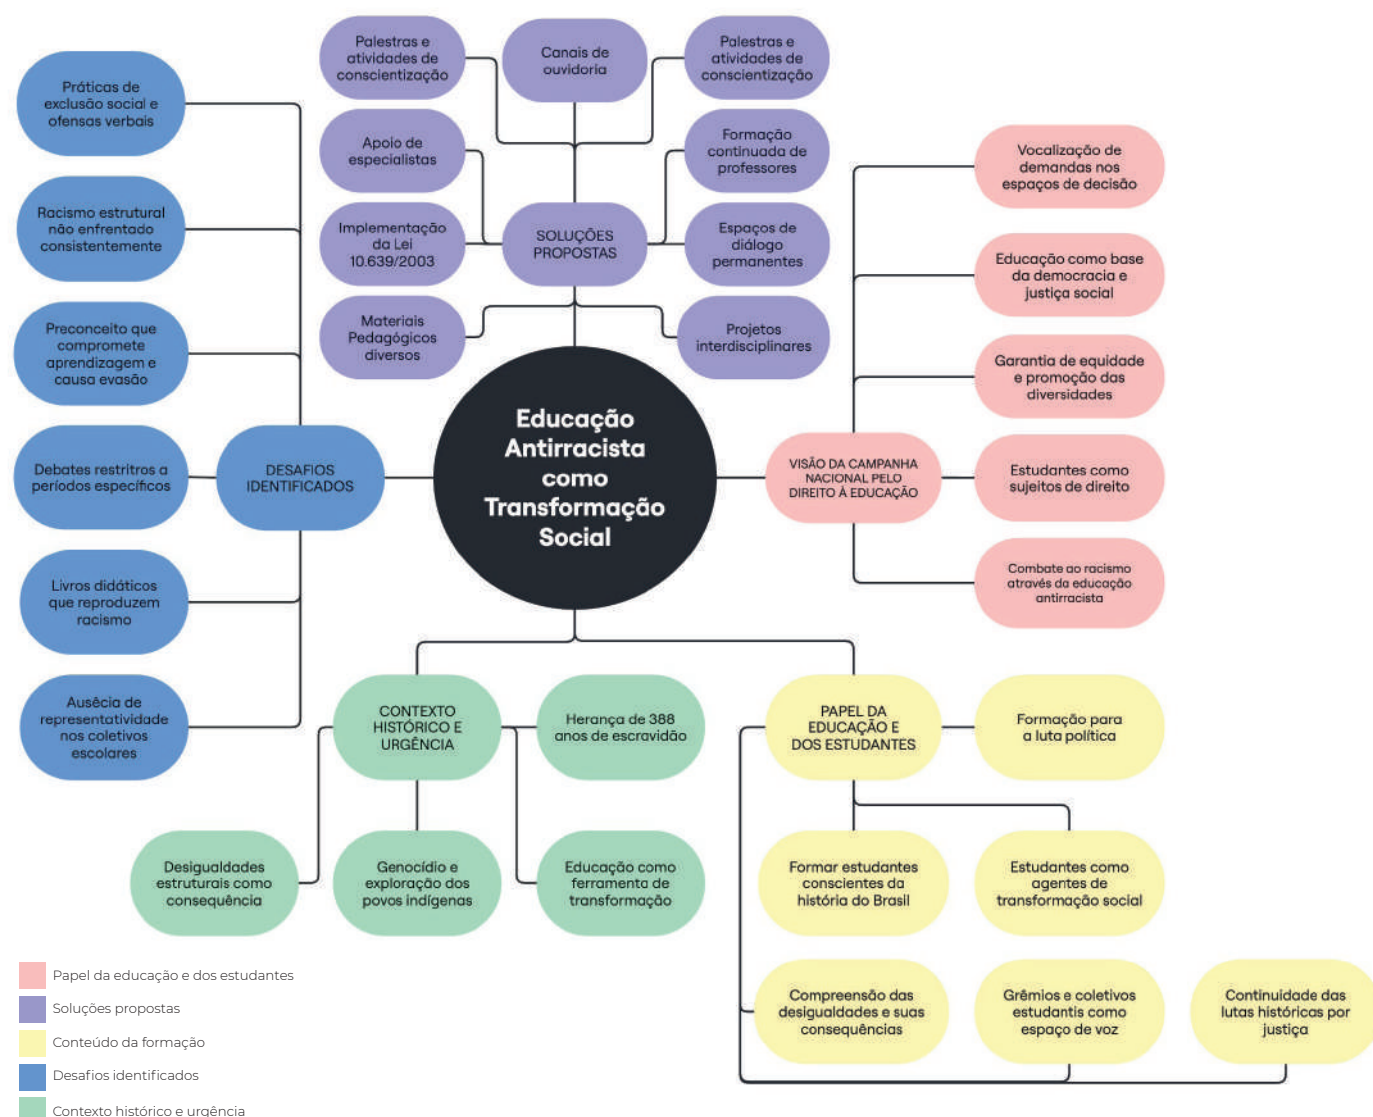 Palestras e
atividades de
conscientização
Canais de
ouvidoria
Palestras e
atividades de
conscientização
Práticas de
exclusão social e
ofensas verbais
Apoio de
especialistas
Formação
continuada de
professores
Vocalização de
demandas nos
espaços de decisão
Racismo estrutural
não enfrentado
consistentemente
Implementação
da Lei
10.639/2003
SOLUÇÕES
PROPOSTAS
Espaços de
diálogo
permanentes
Educação como base
da democracia e
justiça social
Preconceito que
compromete
aprendizagem e
causa evasão
Materiais
Pedagógicos
diversos
Projetos
interdisciplinares
Garantia de equidade
e promoção das
diversidades
Educação
Antirracista
como
Transformação
Social
Debates restritros a
períodos específicos
DESAFIOS
IDENTIFICADOS
VISÃO DA CAMPANHA
NACIONAL PELO
DIREITO À EDUCAÇÃO
Estudantes como
sujeitos de direito
Livros didáticos
que reproduzem
racismo
Combate ao racismo
através da educação
antirracista
Ausêcia de
representatividade
nos coletivos
escolares
CONTEXTO
HISTÓRICO E
URGÊNCIA
Herança de 388
anos de escravidão
PAPEL DA
EDUCAÇÃO E
DOS ESTUDANTES
Formação para
a luta política
Desigualdades
estruturais como
consequência
Genocídio e
exploração dos
povos indígenas
Educação como
ferramenta de
transformação
Formar estudantes
conscientes da
história do Brasil
Estudantes como
agentes de
transformação social
Compreensão das
desigualdades e suas
consequências
Grêmios e coletivos
estudantis como
espaço de voz
Continuidade das
lutas históricas por
justiça
Papel da educação e dos estudantes
Soluções propostas
Conteúdo da formação
Desafios identificados
Contexto histórico e urgência